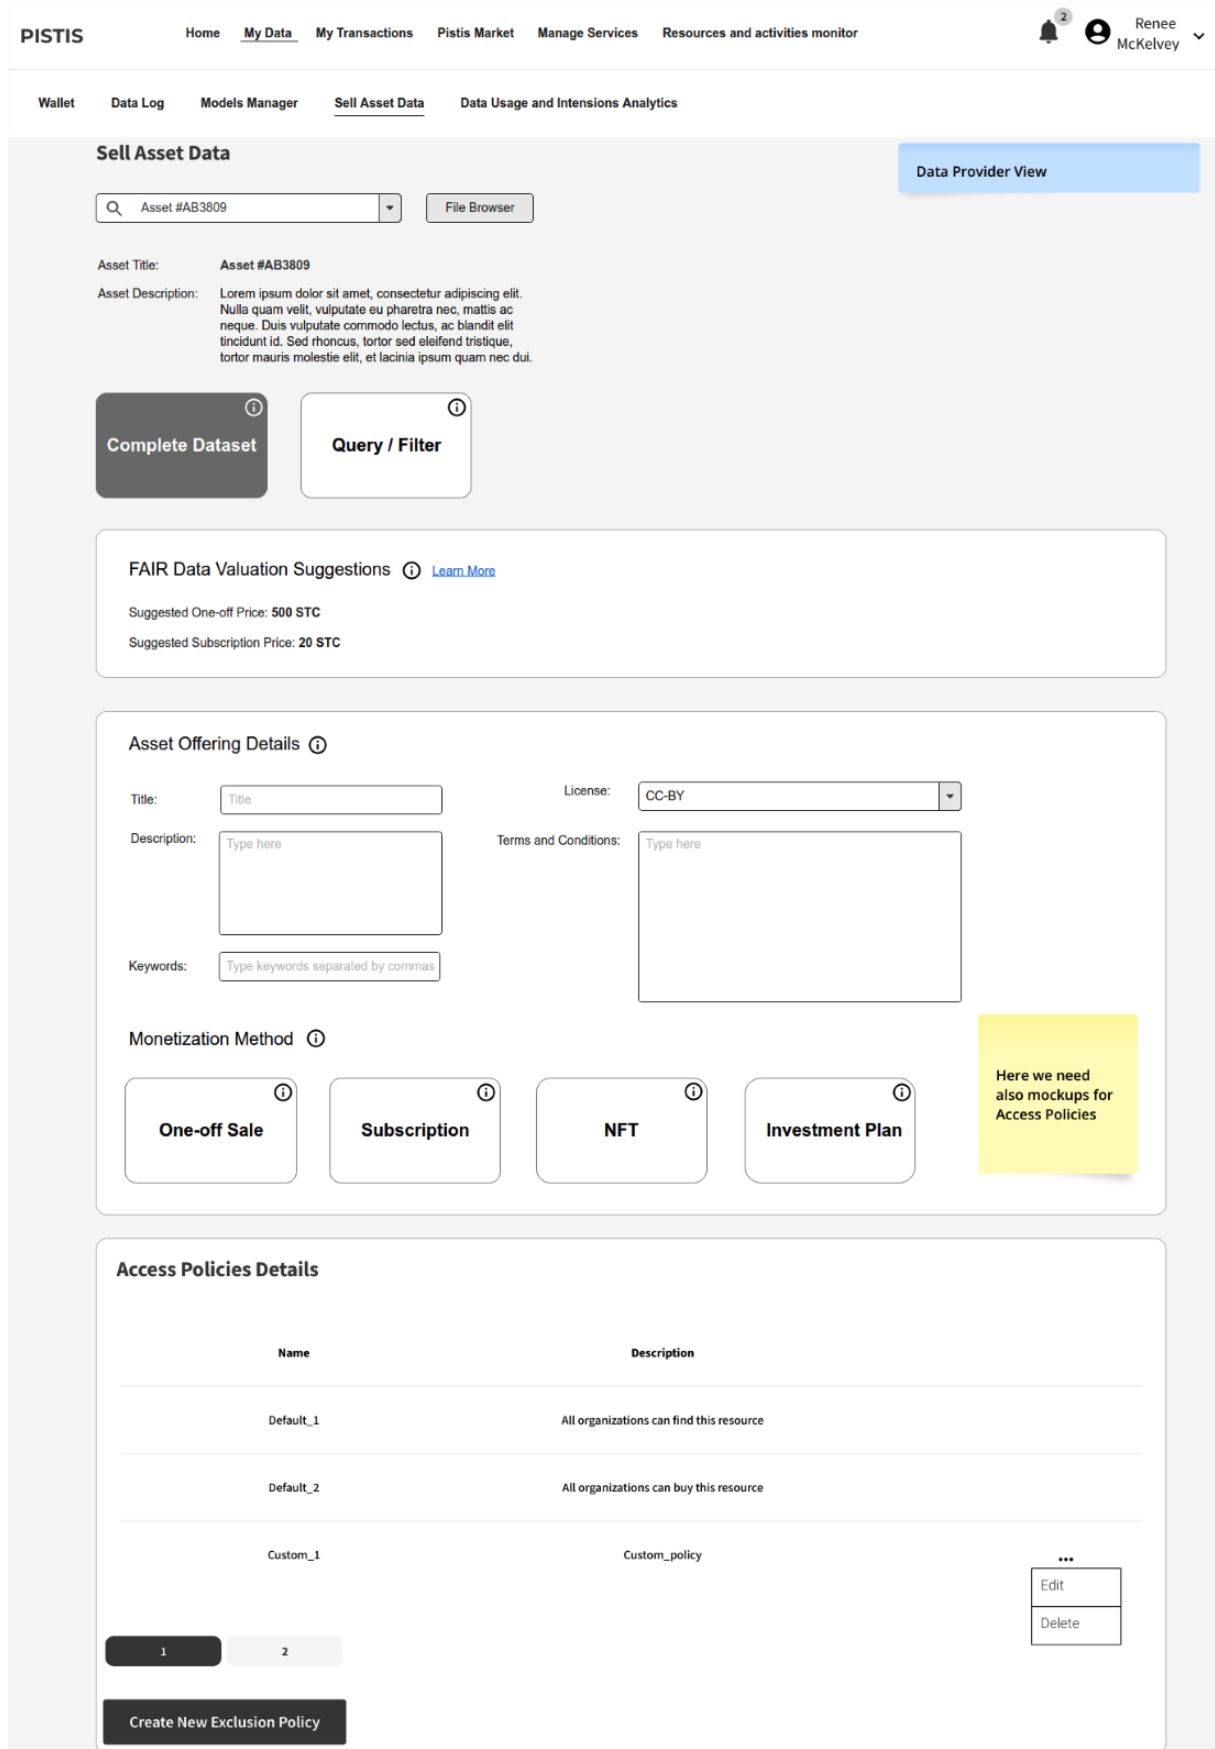 PISTIS
Home My Data My Transactions Pistis Market Manage Services Resources and activities monitor
2
Renee
McKelvey
Wallet Data Log Models Manager Sell Asset Data Data Usage and Intensions Analytics
Sell Asset Data
Data Provider View
Asset #AB3809
File Browser
Asset Title: Asset #AB3809
Asset Description: Lorem ipsum dolor sit amet, consectetur adipiscing elit.
Nulla quam velit, vulputate eu pharetra nec, mattis ac
neque. Duis vulputate commodo lectus, ac blandit elit
tincidunt id. Sed rhoncus, tortor sed eleifend tristique,
tortor mauris molestie elit, et lacinia ipsum quam nec dui.
Complete Dataset
Query / Filter
FAIR Data Valuation Suggestions Learn More
Suggested One-off Price: 500 STC
Suggested Subscription Price: 20 STC
Asset Offering Details
Title: Title
License: CC-BY
Description: Type here
Terms and Conditions: Type here
Keywords: Type keywords separated by commas
Monetization Method
One-off Sale
Subscription
NFT
Investment Plan
Here we need
also mockups for
Access Policies
Access Policies Details
Name Description
Default_1 All organizations can find this resource
Default_2 All organizations can buy this resource
Custom_1 Custom_policy ...
Edit
Delete
1 2
Create New Exclusion Policy